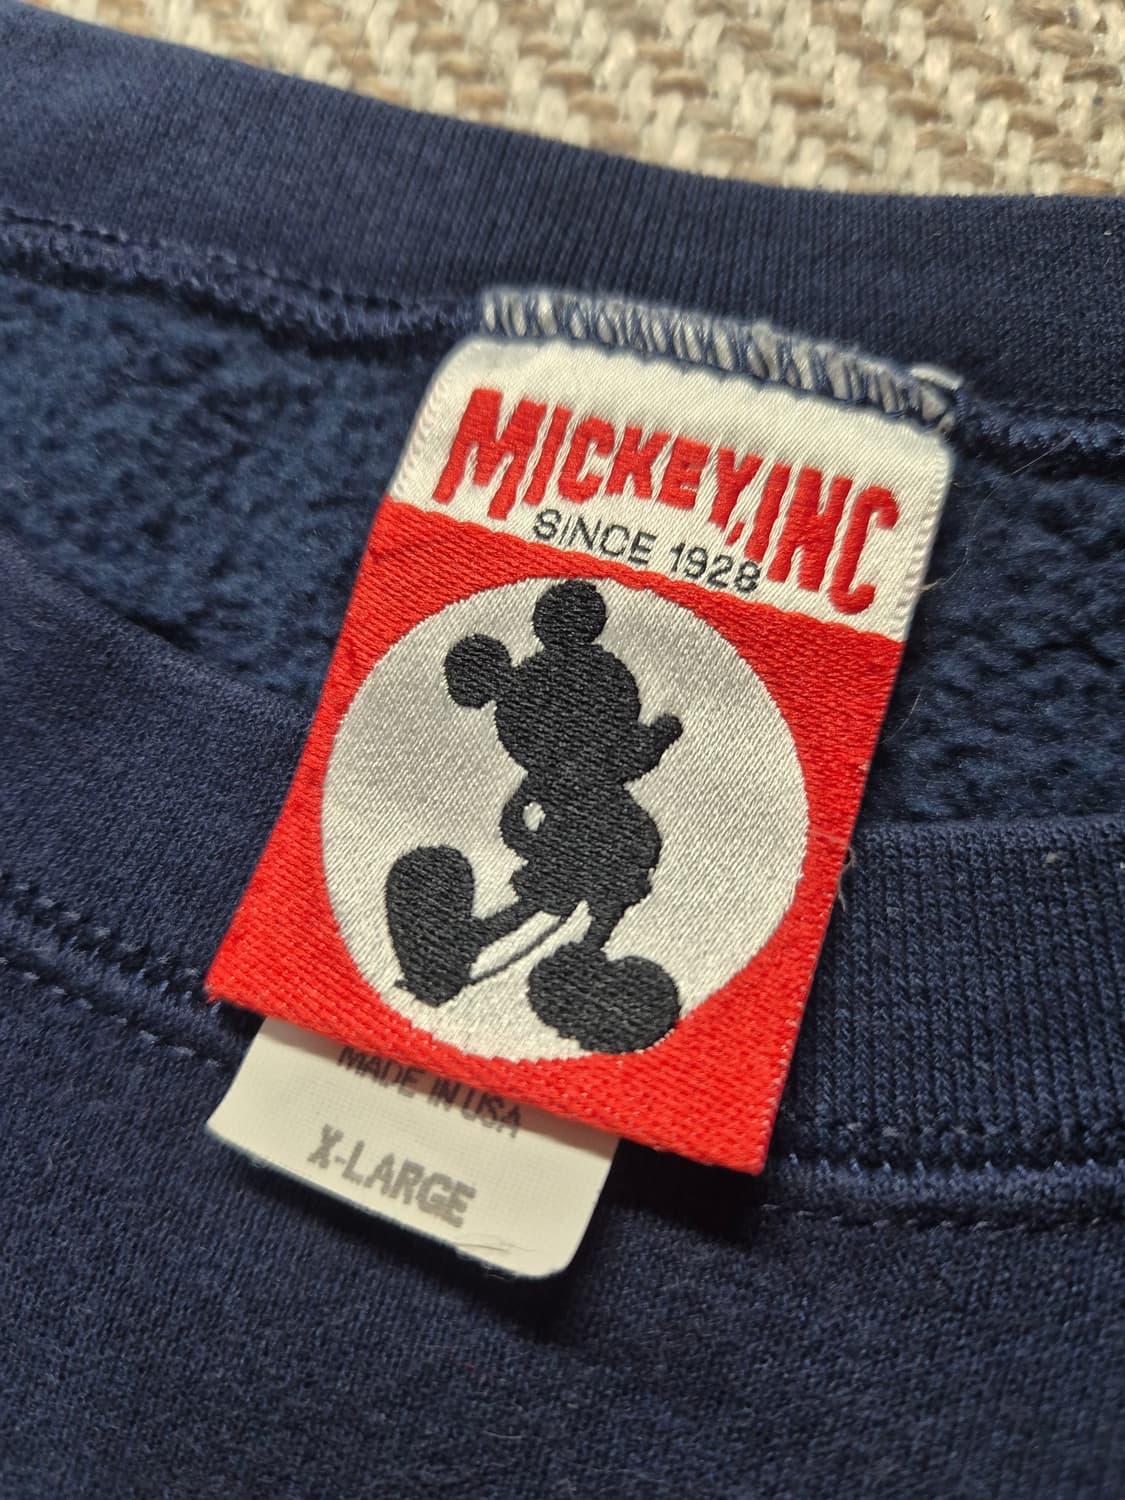 MICKEY, INC
SINCE 1928
MADE IN USA
X-LARGE